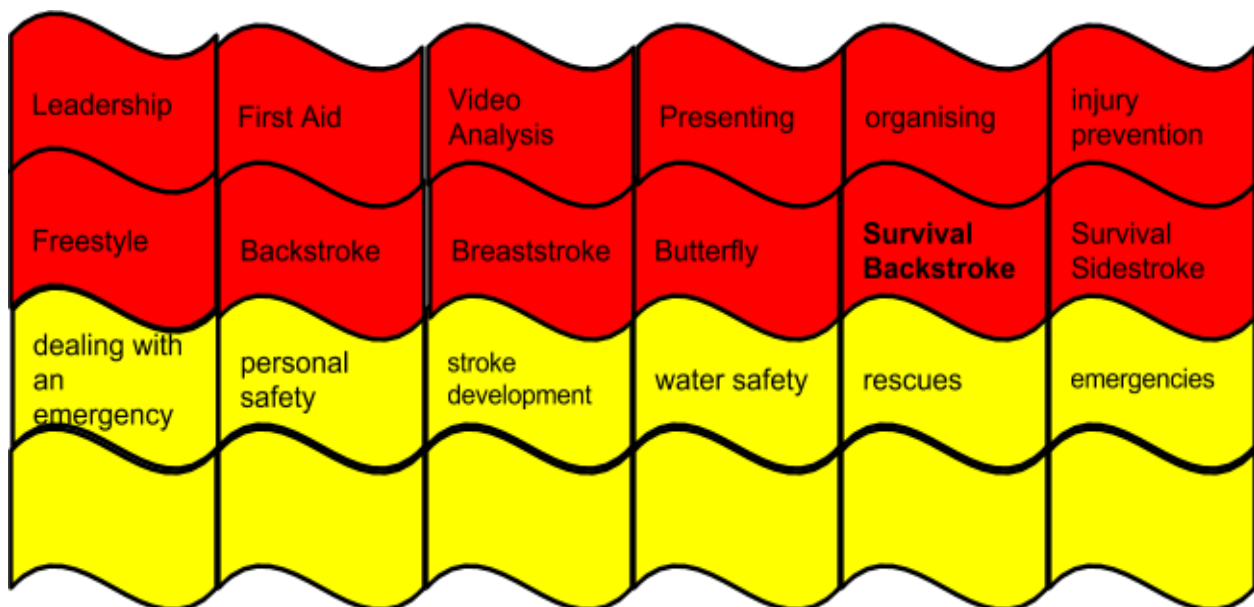 Leadership
First Aid
Video
Analysis
Presenting
organising
injury
prevention
Freestyle
Backstroke
Breaststroke
Butterfly
Survival
Backstroke
Survival
Sidestroke
dealing with
an
emergency
personal
safety
stroke
development
water safety
rescues
emergencies